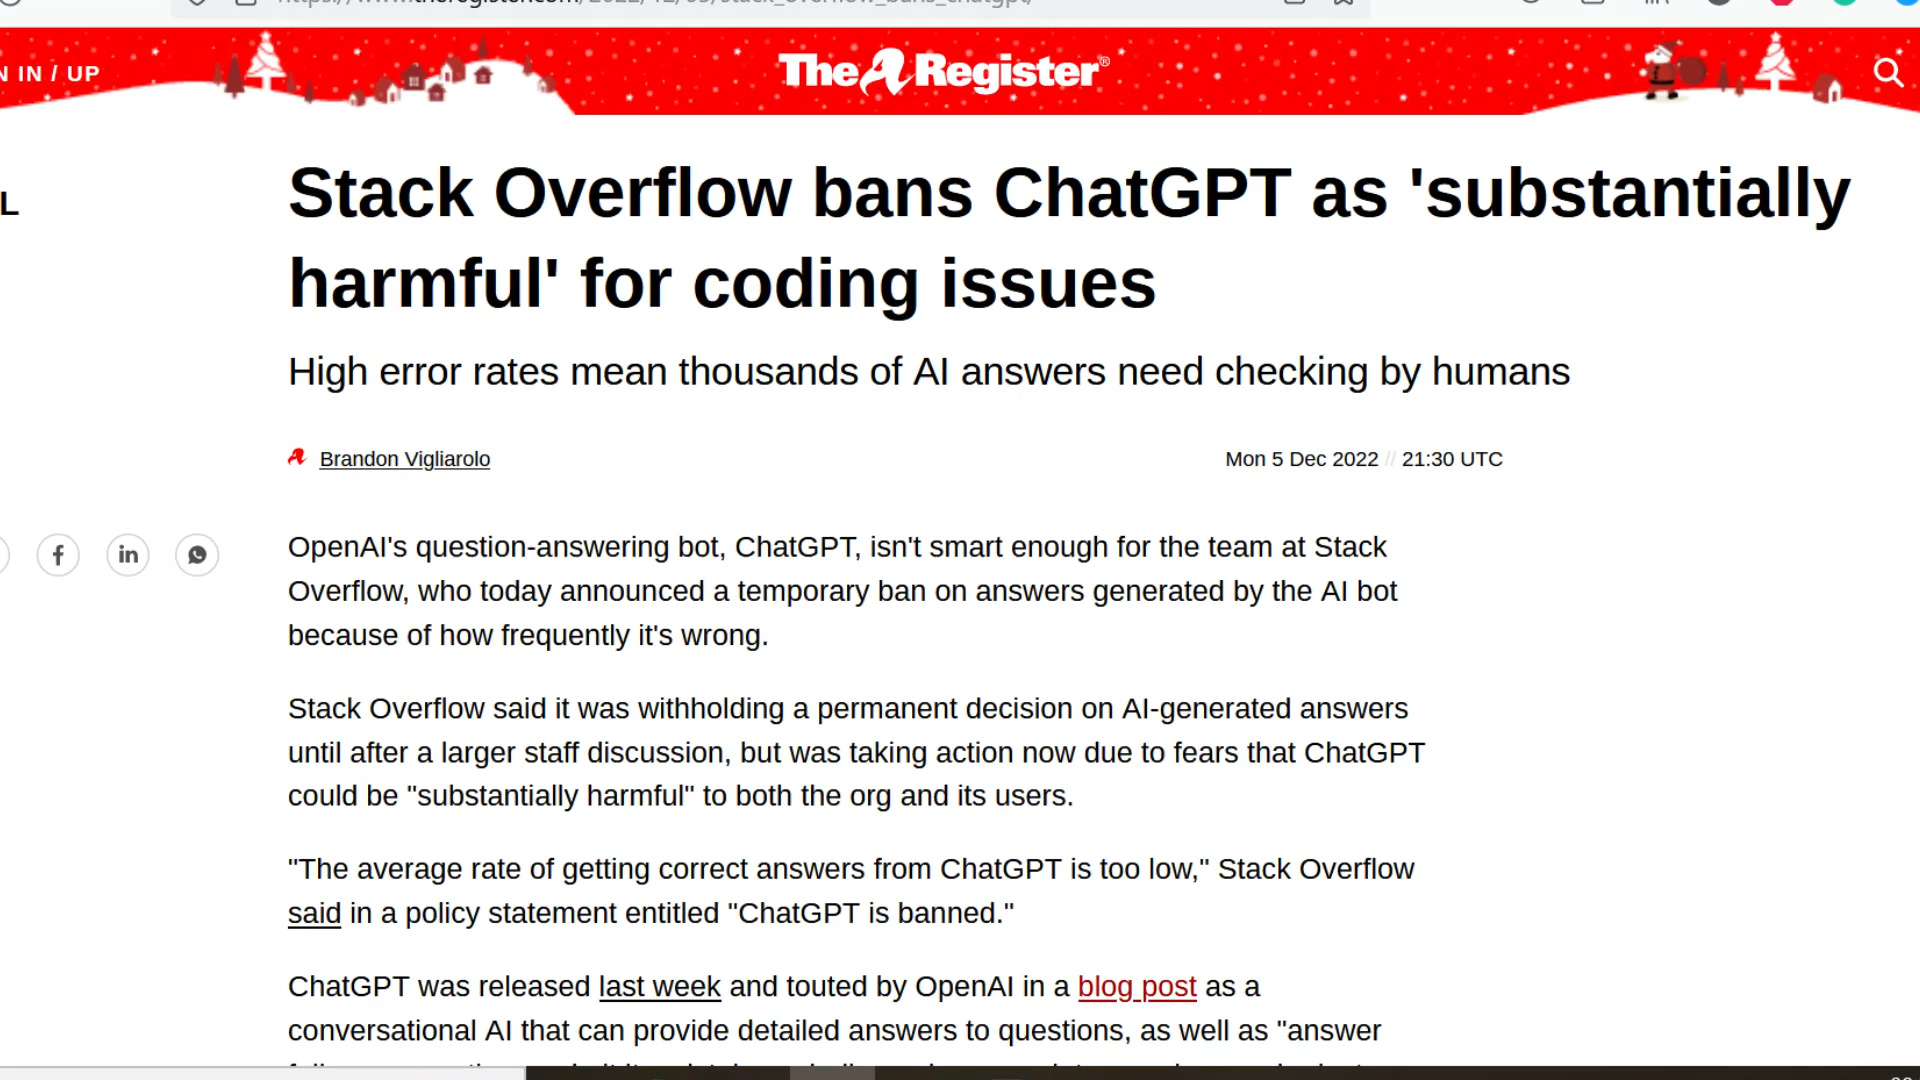 https://www.theregister.com/2022/12/05/stack_overflow_bans_chatgpt/
N IN / UP
The Register®
L
Stack Overflow bans ChatGPT as 'substantially
harmful' for coding issues
High error rates mean thousands of AI answers need checking by humans
Brandon Vigliarolo
Mon 5 Dec 2022 // 21:30 UTC
OpenAI's question-answering bot, ChatGPT, isn't smart enough for the team at Stack
Overflow, who today announced a temporary ban on answers generated by the AI bot
because of how frequently it's wrong.
Stack Overflow said it was withholding a permanent decision on AI-generated answers
until after a larger staff discussion, but was taking action now due to fears that ChatGPT
could be "substantially harmful" to both the org and its users.
"The average rate of getting correct answers from ChatGPT is too low," Stack Overflow
said in a policy statement entitled "ChatGPT is banned."
ChatGPT was released last week and touted by OpenAI in a blog post as a
conversational AI that can provide detailed answers to questions, as well as "answer